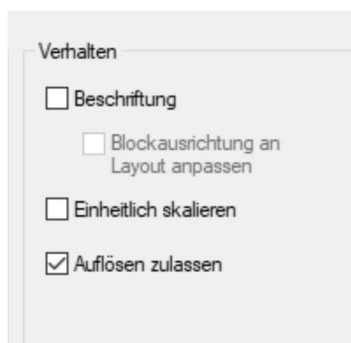 Verhalten
Beschriftung
Blockausrichtung an
Layout anpassen
Einheitlich skalieren
Auflösen zulassen